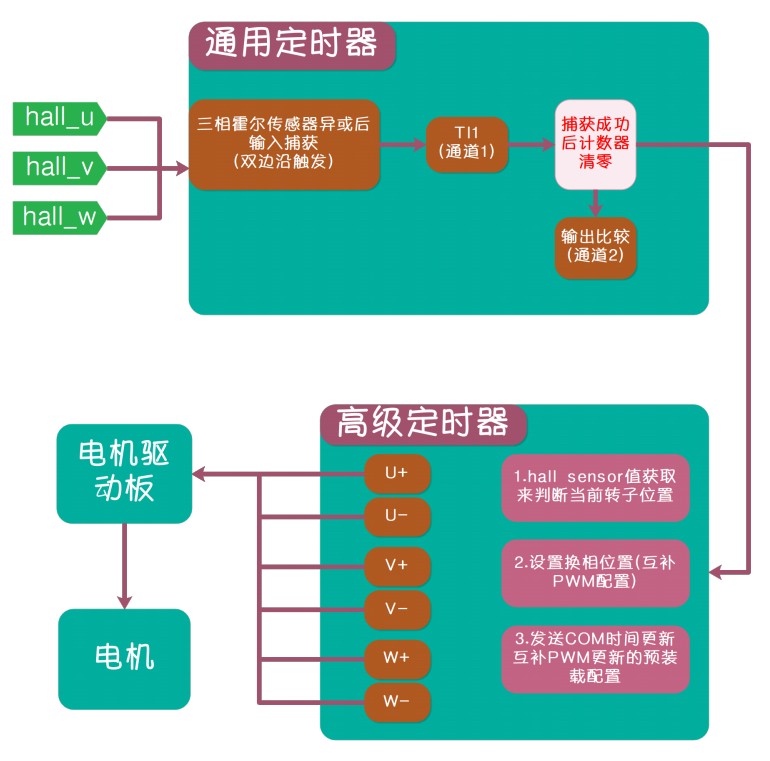 通用定时器
hall_u
hall_v
hall_w
三相霍尔传感器异或后
输入捕获
(双边沿触发)
TI1
(通道1)
捕获成功
后计数器
清零
输出比较
(通道2)
高级定时器
U+
U-
V+
V-
W+
W-
1.hall sensor值获取
来判断当前转子位置
2.设置换相位置(互补
PWM配置)
3.发送COM时间更新
互补PWM更新的预装
载配置
电机驱
动板
电机